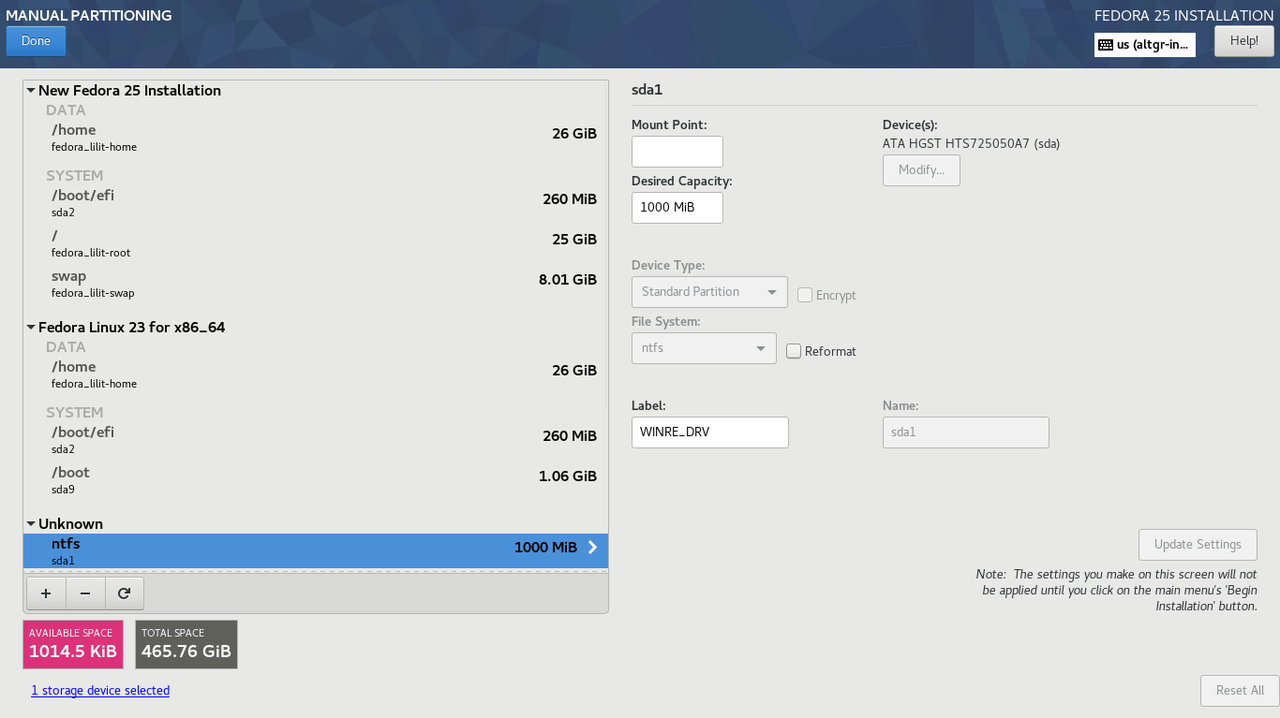 MANUAL PARTITIONING
FEDORA 25 INSTALLATION
Done
us (altgr-in...
Help!
New Fedora 25 Installation
DATA
/home
26 GiB
fedora_lilit-home
SYSTEM
/boot/efi
260 MiB
sda2
/
25 GiB
fedora_lilit-root
swap
8.01 GiB
fedora_lilit-swap
Fedora Linux 23 for x86_64
DATA
/home
26 GiB
fedora_lilit-home
SYSTEM
/boot/efi
260 MiB
sda2
/boot
1.06 GiB
sda9
Unknown
ntfs
1000 MiB
sda1
+
−
AVAILABLE SPACE
1014.5 KiB
TOTAL SPACE
465.76 GiB
1 storage device selected
sda1
Mount Point:
Device(s):
ATA HGST HTS725050A7 (sda)
Modify...
Desired Capacity:
1000 MiB
Device Type:
Standard Partition
Encrypt
File System:
ntfs
Reformat
Label:
Name:
WINRE_DRV
sda1
Update Settings
Note:  The settings you make on this screen will not
be applied until you click on the main menu's 'Begin
Installation' button.
Reset All